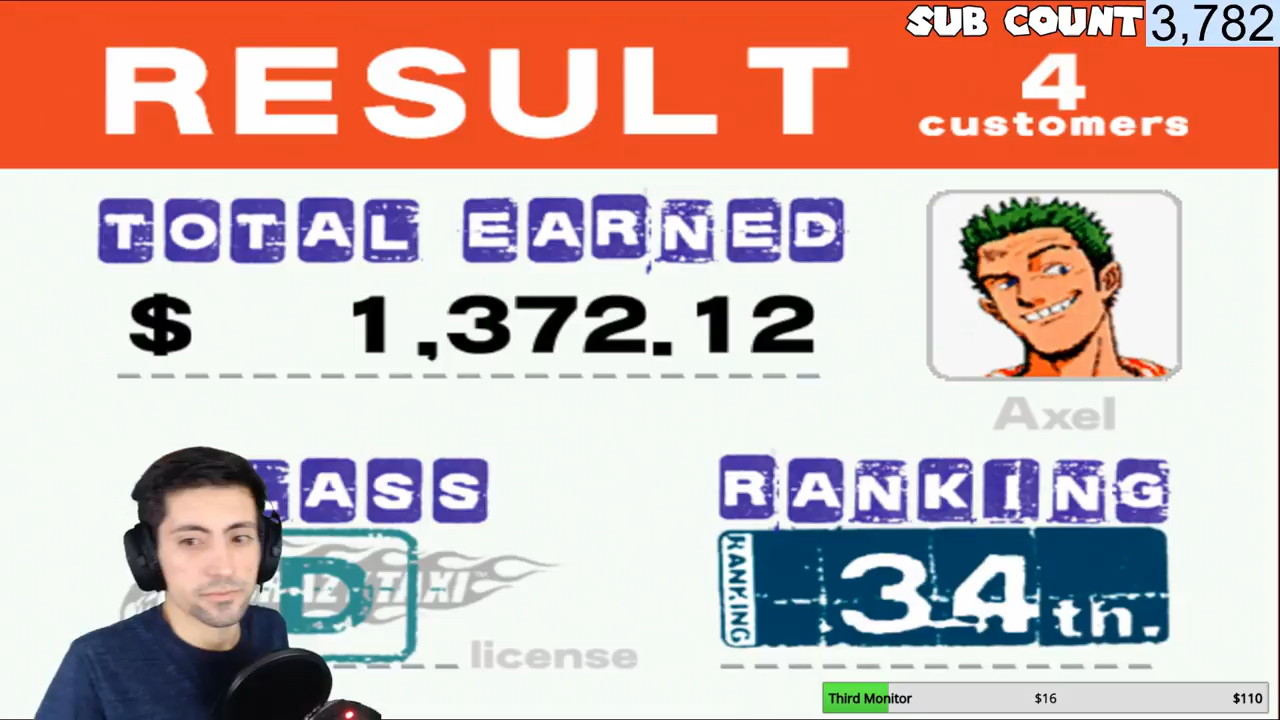 SUB COUNT 3,782
RESULT
4
customers
TOTAL EARNED
$ 1,372.12
Axel
ASS
RANKING
D
TAXI
license
RANKING
34th.
Third Monitor $16 $110